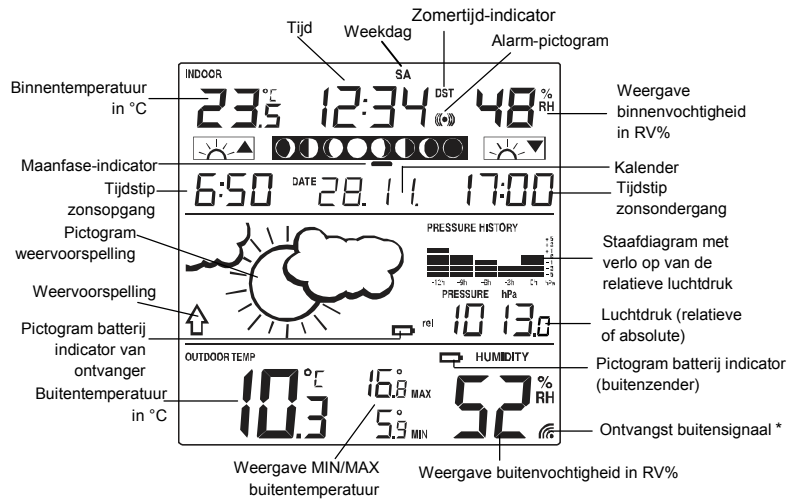 Zomertijd-indicator
Tijd
Weekdag
Alarm-pictogram
INDOOR
SA
DST
Binnentemperatuur
in °C
23.5 °C
12:34
48 % RH
Weergave
binnenvochtigheid
in RV%
Maanfase-indicator
Kalender
Tijdstip
zonsopgang
6:50
DATE 28. 11.
17:00
Tijdstip
zonsondergang
Pictogram
weervoorspelling
PRESSURE HISTORY
-12h -9h -6h -3h 0h hPa
Staafdiagram met
verlo op van de
relatieve luchtdruk
Weervoorspelling
PRESSURE hPa
rel 1013.0
Luchtdruk (relatieve
of absolute)
Pictogram batterij
indicator van
ontvanger
OUTDOOR TEMP
HUMIDITY
Pictogram batterij indicator
(buitenzender)
Buitentemperatuur
in °C
10.3 °C
16.8° MAX
5.9° MIN
52 % RH
Ontvangst buitensignaal *
Weergave MIN/MAX
buitentemperatuur
Weergave buitenvochtigheid in RV%